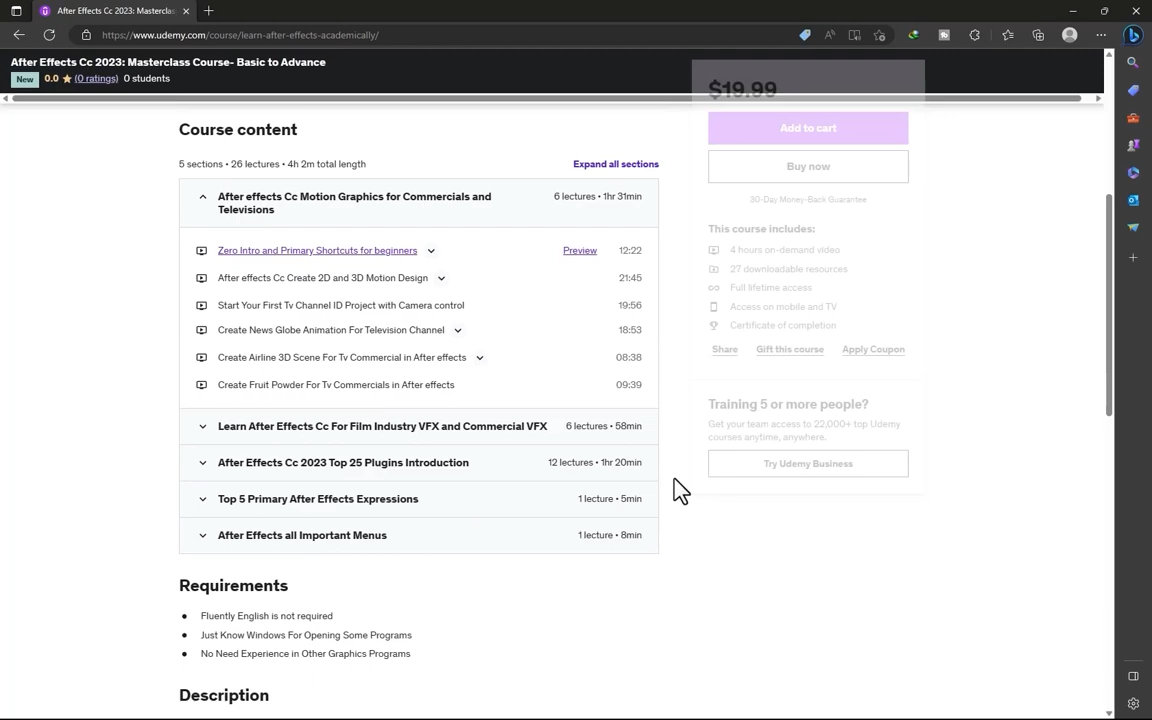 After Effects Cc 2023: Masterclass
https://www.udemy.com/course/learn-after-effects-academically/
After Effects Cc 2023: Masterclass Course- Basic to Advance
New 0.0 (0 ratings) 0 students
$19.99
Add to cart
Buy now
30-Day Money-Back Guarantee
This course includes:
4 hours on-demand video
27 downloadable resources
Full lifetime access
Access on mobile and TV
Certificate of completion
Share Gift this course Apply Coupon
Training 5 or more people?
Get your team access to 22,000+ top Udemy
courses anytime, anywhere.
Try Udemy Business
Course content
5 sections • 26 lectures • 4h 2m total length Expand all sections
After effects Cc Motion Graphics for Commercials and
Televisions
6 lectures • 1hr 31min
Zero Intro and Primary Shortcuts for beginners Preview 12:22
After effects Cc Create 2D and 3D Motion Design 21:45
Start Your First Tv Channel ID Project with Camera control 19:56
Create News Globe Animation For Television Channel 18:53
Create Airline 3D Scene For Tv Commercial in After effects 08:38
Create Fruit Powder For Tv Commercials in After effects 09:39
Learn After Effects Cc For Film Industry VFX and Commercial VFX 6 lectures • 58min
After Effects Cc 2023 Top 25 Plugins Introduction 12 lectures • 1hr 20min
Top 5 Primary After Effects Expressions 1 lecture • 5min
After Effects all Important Menus 1 lecture • 8min
Requirements
• Fluently English is not required
• Just Know Windows For Opening Some Programs
• No Need Experience in Other Graphics Programs
Description